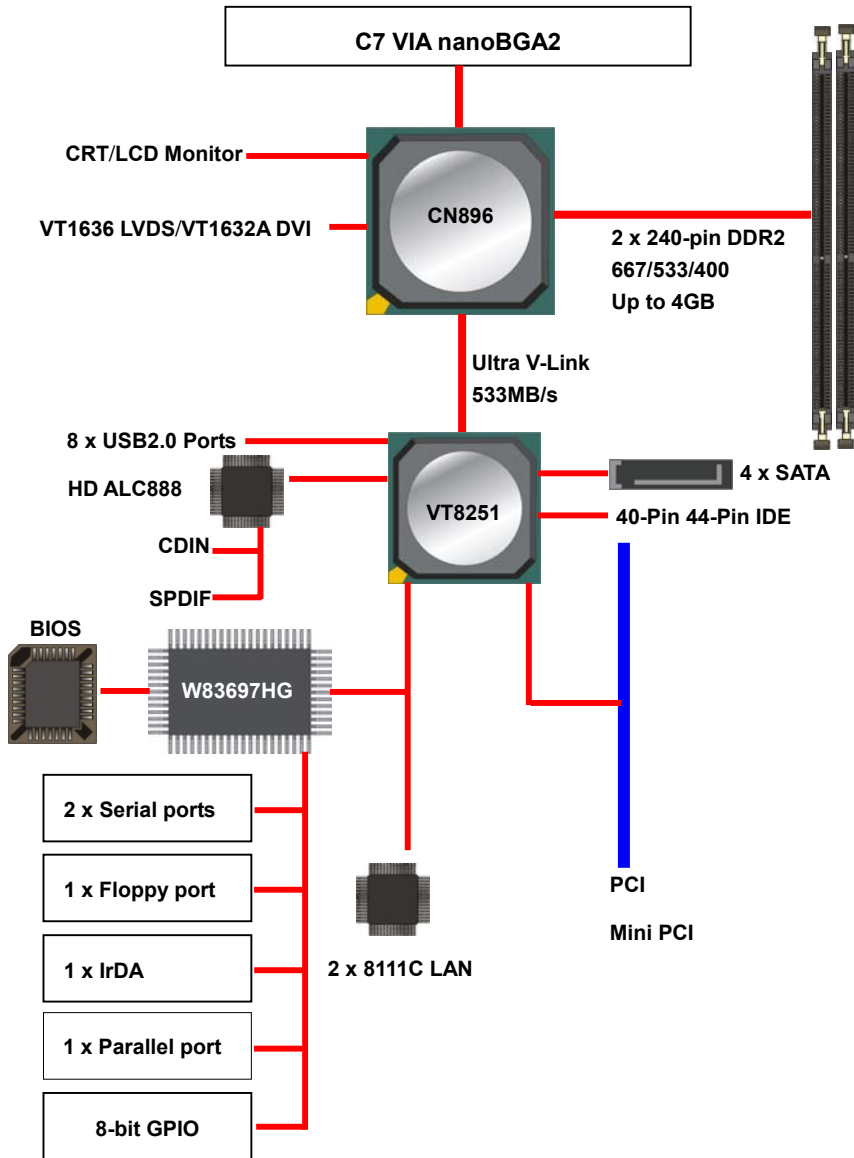 C7 VIA nanoBGA2
CRT/LCD Monitor
CN896
VT1636 LVDS/VT1632A DVI
2 x 240-pin DDR2
667/533/400
Up to 4GB
Ultra V-Link
533MB/s
8 x USB2.0 Ports
HD ALC888
VT8251
4 x SATA
40-Pin 44-Pin IDE
CDIN
SPDIF
BIOS
W83697HG
2 x Serial ports
1 x Floppy port
PCI
Mini PCI
1 x IrDA
2 x 8111C LAN
1 x Parallel port
8-bit GPIO